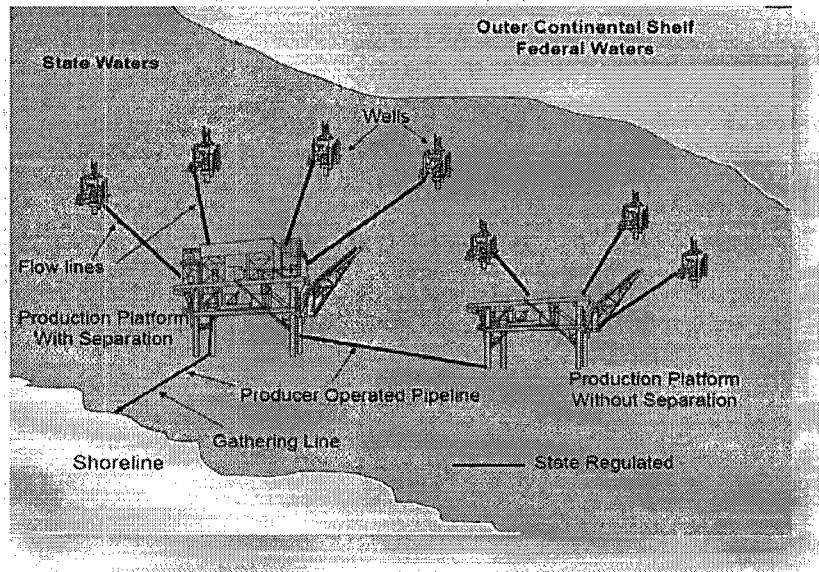 Outer Continental Shelf
Federal Waters
State Waters
Wells
Flow lines
Production Platform
With Separation
Producer Operated Pipeline
Production Platform
Without Separation
Gathering Line
Shoreline
State Regulated